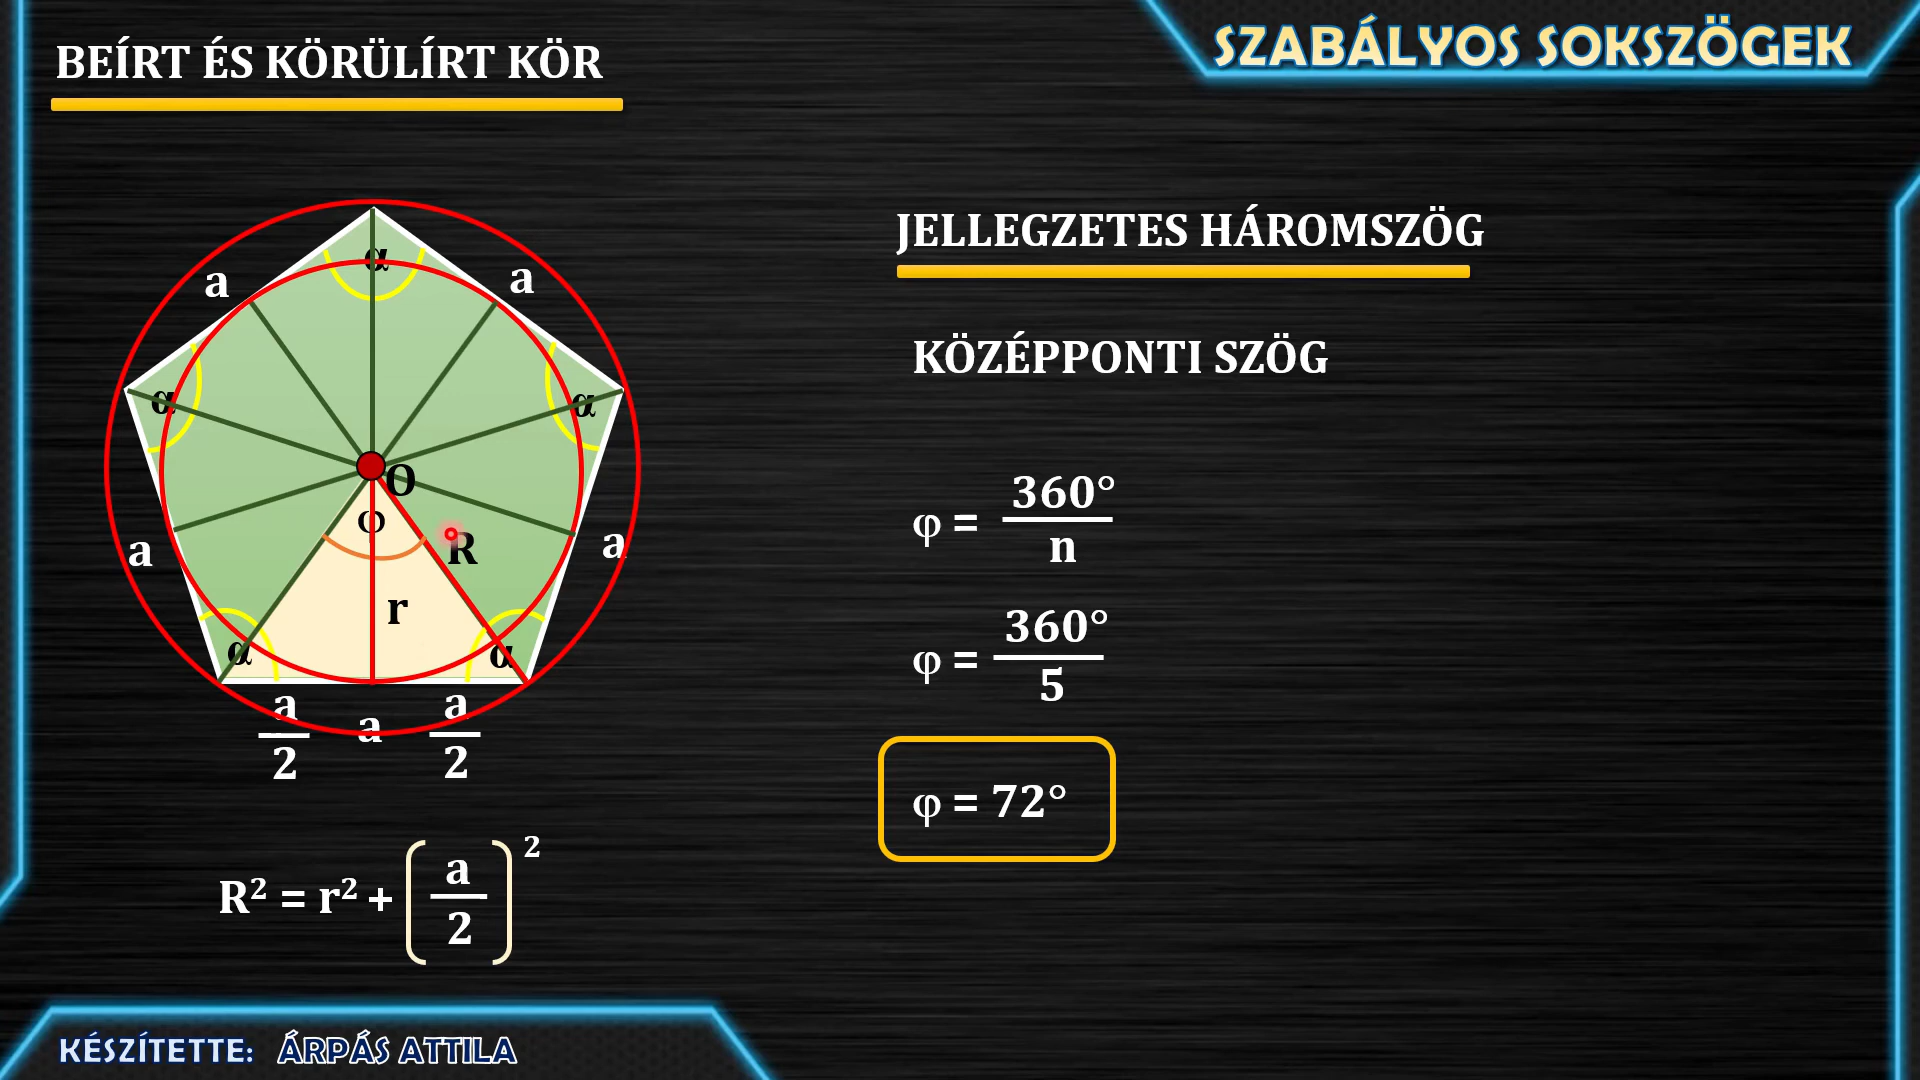 BEÍRT ÉS KÖRÜLÍRT KÖR
SZABÁLYOS SOKSZÖGEK
α
a
a
α
α
O
φ
a
R
a
r
α
α
a
2
a
a
2
R² = r² + ( a / 2 )²
JELLEGZETES HÁROMSZÖG
KÖZÉPPONTI SZÖG
φ = 360° / n
φ = 360° / 5
φ = 72°
KÉSZÍTETTE: ÁRPÁS ATTILA